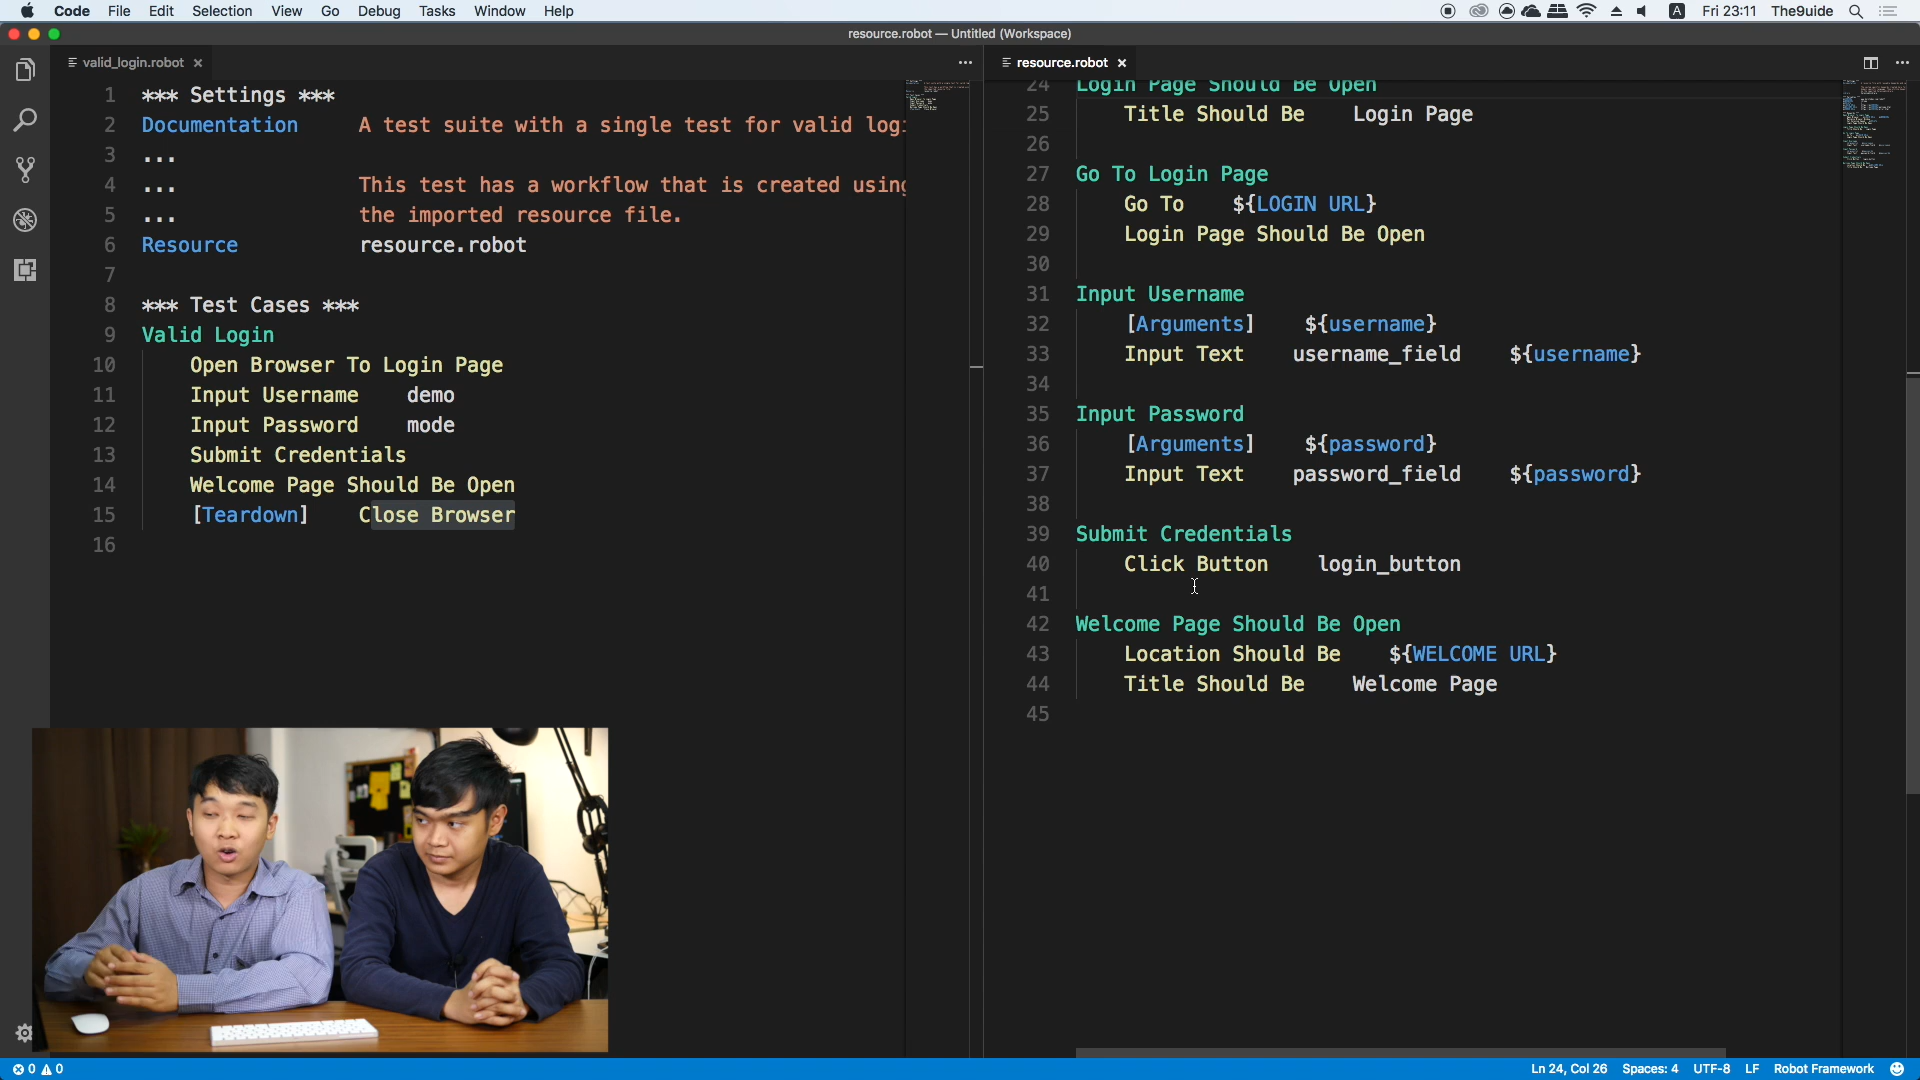 Code File Edit Selection View Go Debug Tasks Window Help
A Fri 23:11 The9uide
resource.robot — Untitled (Workspace)
valid_login.robot
1 *** Settings ***
2 Documentation A test suite with a single test for valid logi
3 ...
4 ... This test has a workflow that is created using
5 ... the imported resource file.
6 Resource resource.robot
7
8 *** Test Cases ***
9 Valid Login
10 Open Browser To Login Page
11 Input Username demo
12 Input Password mode
13 Submit Credentials
14 Welcome Page Should Be Open
15 [Teardown] Close Browser
16
resource.robot
24 Login Page Should Be Open
25 Title Should Be Login Page
26
27 Go To Login Page
28 Go To ${LOGIN URL}
29 Login Page Should Be Open
30
31 Input Username
32 [Arguments] ${username}
33 Input Text username_field ${username}
34
35 Input Password
36 [Arguments] ${password}
37 Input Text password_field ${password}
38
39 Submit Credentials
40 Click Button login_button
41
42 Welcome Page Should Be Open
43 Location Should Be ${WELCOME URL}
44 Title Should Be Welcome Page
45
0 0
Ln 24, Col 26 Spaces: 4 UTF-8 LF Robot Framework